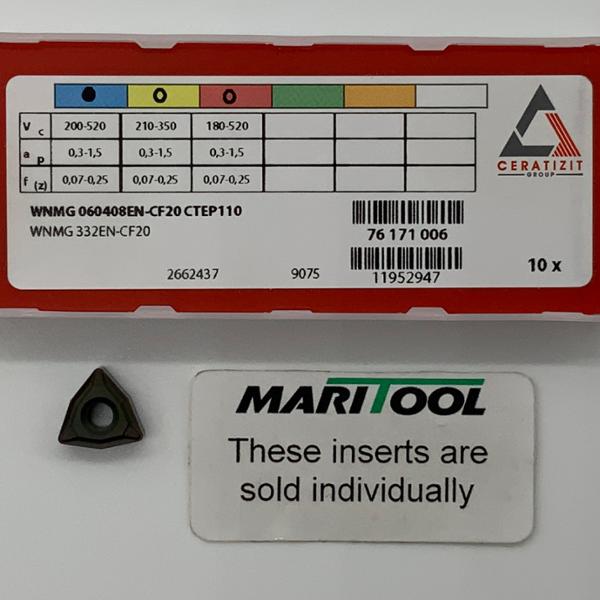 V c 200-520 210-350 180-520
a p 0,3-1,5 0,3-1,5 0,3-1,5
f (z) 0,07-0,25 0,07-0,25 0,07-0,25
CERATIZIT
GROUP
WNMG 060408EN-CF20 CTEP110
WNMG 332EN-CF20
76 171 006
2662437 9075 11952947
10 x
MARITOOL
These inserts are
sold individually